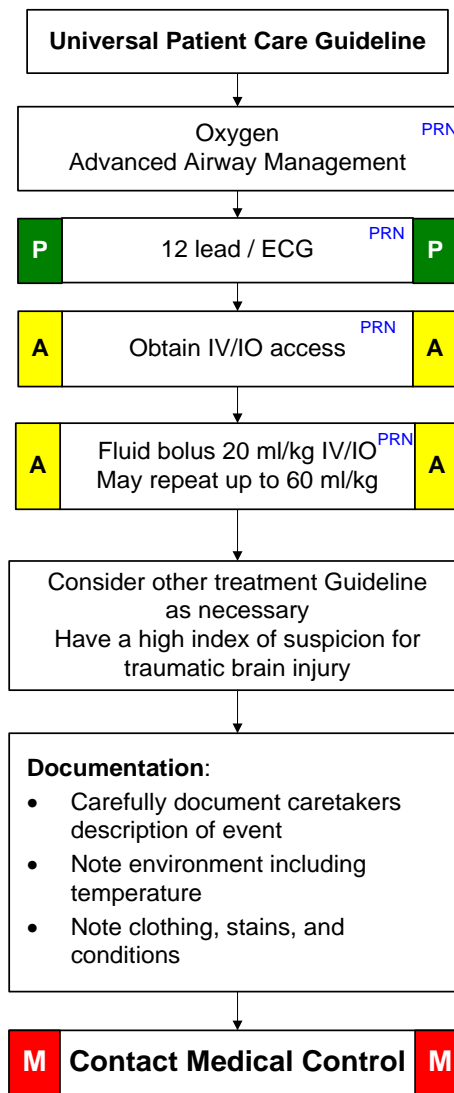 Universal Patient Care Guideline
Oxygen PRN
Advanced Airway Management
P 12 lead / ECG PRN P
A Obtain IV/IO access PRN A
A Fluid bolus 20 ml/kg IV/IO PRN A
May repeat up to 60 ml/kg
Consider other treatment Guideline
as necessary
Have a high index of suspicion for
traumatic brain injury
Documentation:
• Carefully document caretakers
description of event
• Note environment including
temperature
• Note clothing, stains, and
conditions
M Contact Medical Control M